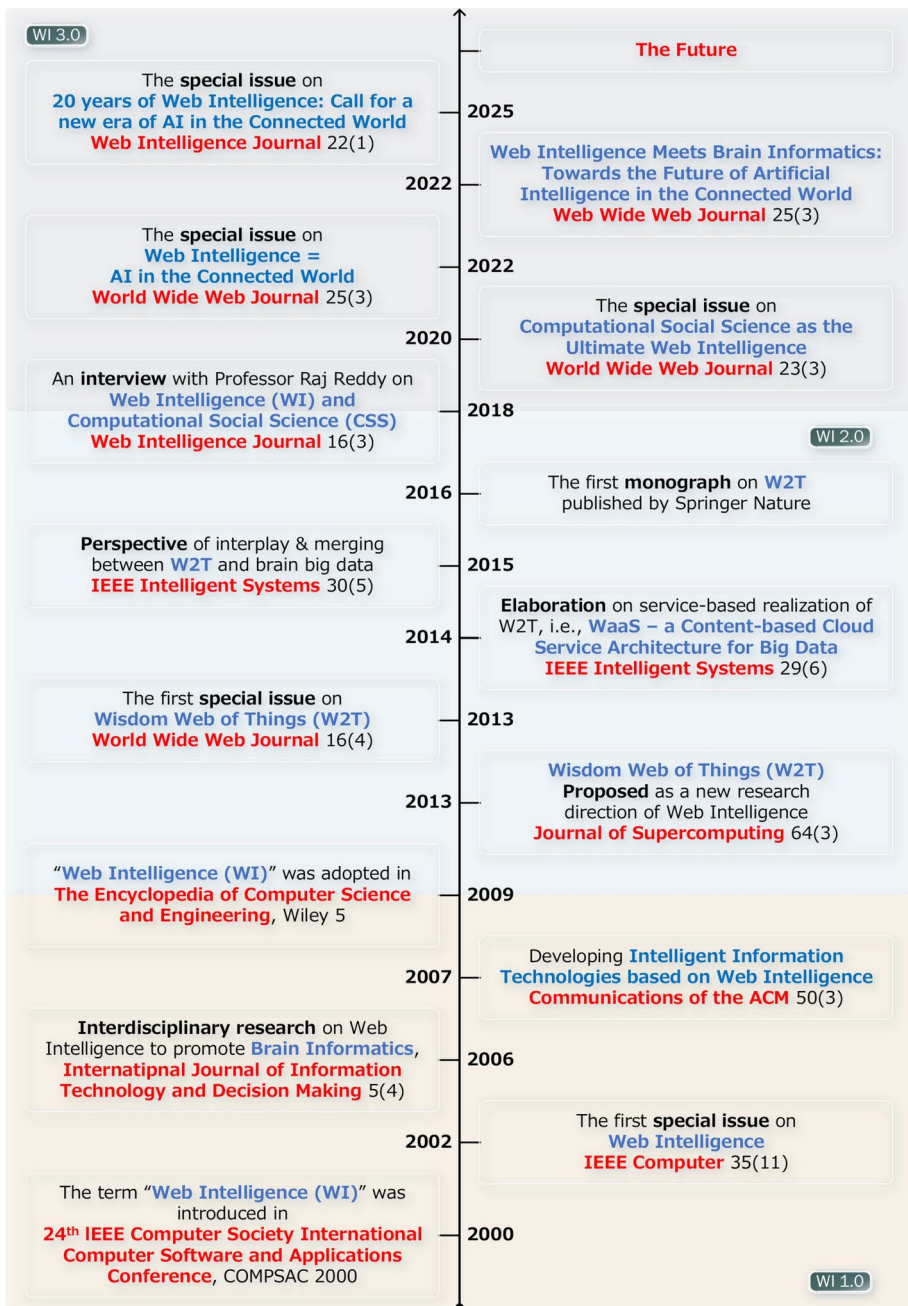 WI 3.0
The Future
The special issue on
20 years of Web Intelligence: Call for a
new era of AI in the Connected World
Web Intelligence Journal 22(1)
2025
Web Intelligence Meets Brain Informatics:
Towards the Future of Artificial
Intelligence in the Connected World
Web Wide Web Journal 25(3)
2022
The special issue on
Web Intelligence =
AI in the Connected World
World Wide Web Journal 25(3)
2022
The special issue on
Computational Social Science as the
Ultimate Web Intelligence
World Wide Web Journal 23(3)
2020
An interview with Professor Raj Reddy on
Web Intelligence (WI) and
Computational Social Science (CSS)
Web Intelligence Journal 16(3)
2018
WI 2.0
The first monograph on W2T
published by Springer Nature
2016
Perspective of interplay & merging
between W2T and brain big data
IEEE Intelligent Systems 30(5)
2015
Elaboration on service-based realization of
W2T, i.e., WaaS – a Content-based Cloud
Service Architecture for Big Data
IEEE Intelligent Systems 29(6)
2014
The first special issue on
Wisdom Web of Things (W2T)
World Wide Web Journal 16(4)
2013
Wisdom Web of Things (W2T)
Proposed as a new research
direction of Web Intelligence
Journal of Supercomputing 64(3)
2013
“Web Intelligence (WI)” was adopted in
The Encyclopedia of Computer Science
and Engineering, Wiley 5
2009
Developing Intelligent Information
Technologies based on Web Intelligence
Communications of the ACM 50(3)
2007
Interdisciplinary research on Web
Intelligence to promote Brain Informatics,
Internatipnal Journal of Information
Technology and Decision Making 5(4)
2006
The first special issue on
Web Intelligence
IEEE Computer 35(11)
2002
The term “Web Intelligence (WI)” was
introduced in
24th IEEE Computer Society International
Computer Software and Applications
Conference, COMPSAC 2000
2000
WI 1.0